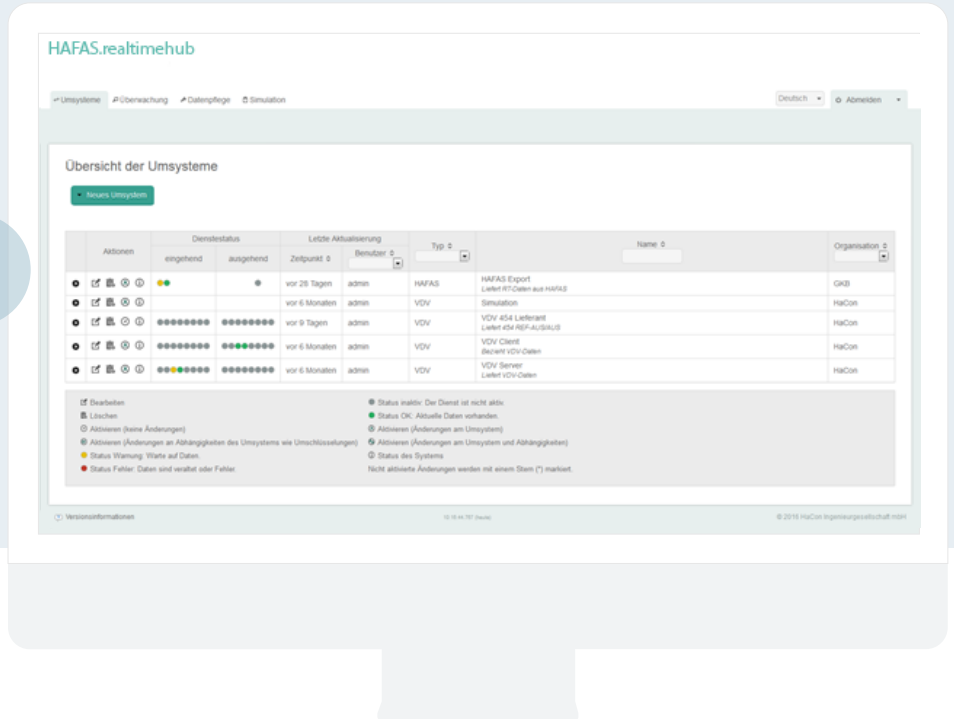 HAFAS.realtimehub
Umsysteme Überwachung Datenpflege Simulation Deutsch Abmelden
Übersicht der Umsysteme
Neues Umsystem
Aktionen Dienstestatus Letzte Aktualisierung Typ Name Organisation
eingehend ausgehend Zeitpunkt Benutzer
vor 28 Tagen admin HAFAS HAFAS Export GKB
Liefert RT-Daten aus HAFAS
vor 6 Monaten admin VDV Simulation HaCon
vor 9 Tagen admin VDV VDV 454 Lieferant HaCon
Liefert 454 REF-AUS/AUS
vor 6 Monaten admin VDV VDV Client HaCon
Bezieht VDV-Daten
vor 6 Monaten admin VDV VDV Server HaCon
Liefert VDV-Daten
Bearbeiten Status inaktiv: Der Dienst ist nicht aktiv.
Löschen Status OK: Aktuelle Daten vorhanden.
Aktivieren (keine Änderungen) Aktivieren (Änderungen am Umsystem)
Aktivieren (Änderungen an Abhängigkeiten des Umsystems wie Umschlüsselungen) Aktivieren (Änderungen am Umsystem und Abhängigkeiten)
Status Warnung: Warte auf Daten. Status des Systems
Status Fehler: Daten sind veraltet oder Fehler. Nicht aktivierte Änderungen werden mit einem Stern (*) markiert.
Versionsinformationen © 2016 HaCon Ingenieurgesellschaft mbH